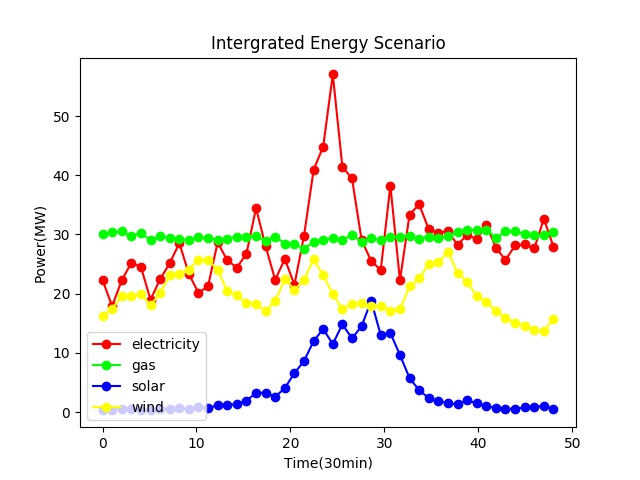 Intergrated Energy Scenario
Power(MW)
50
40
30
20
10
0
electricity
gas
solar
wind
0 10 20 30 40 50
Time(30min)